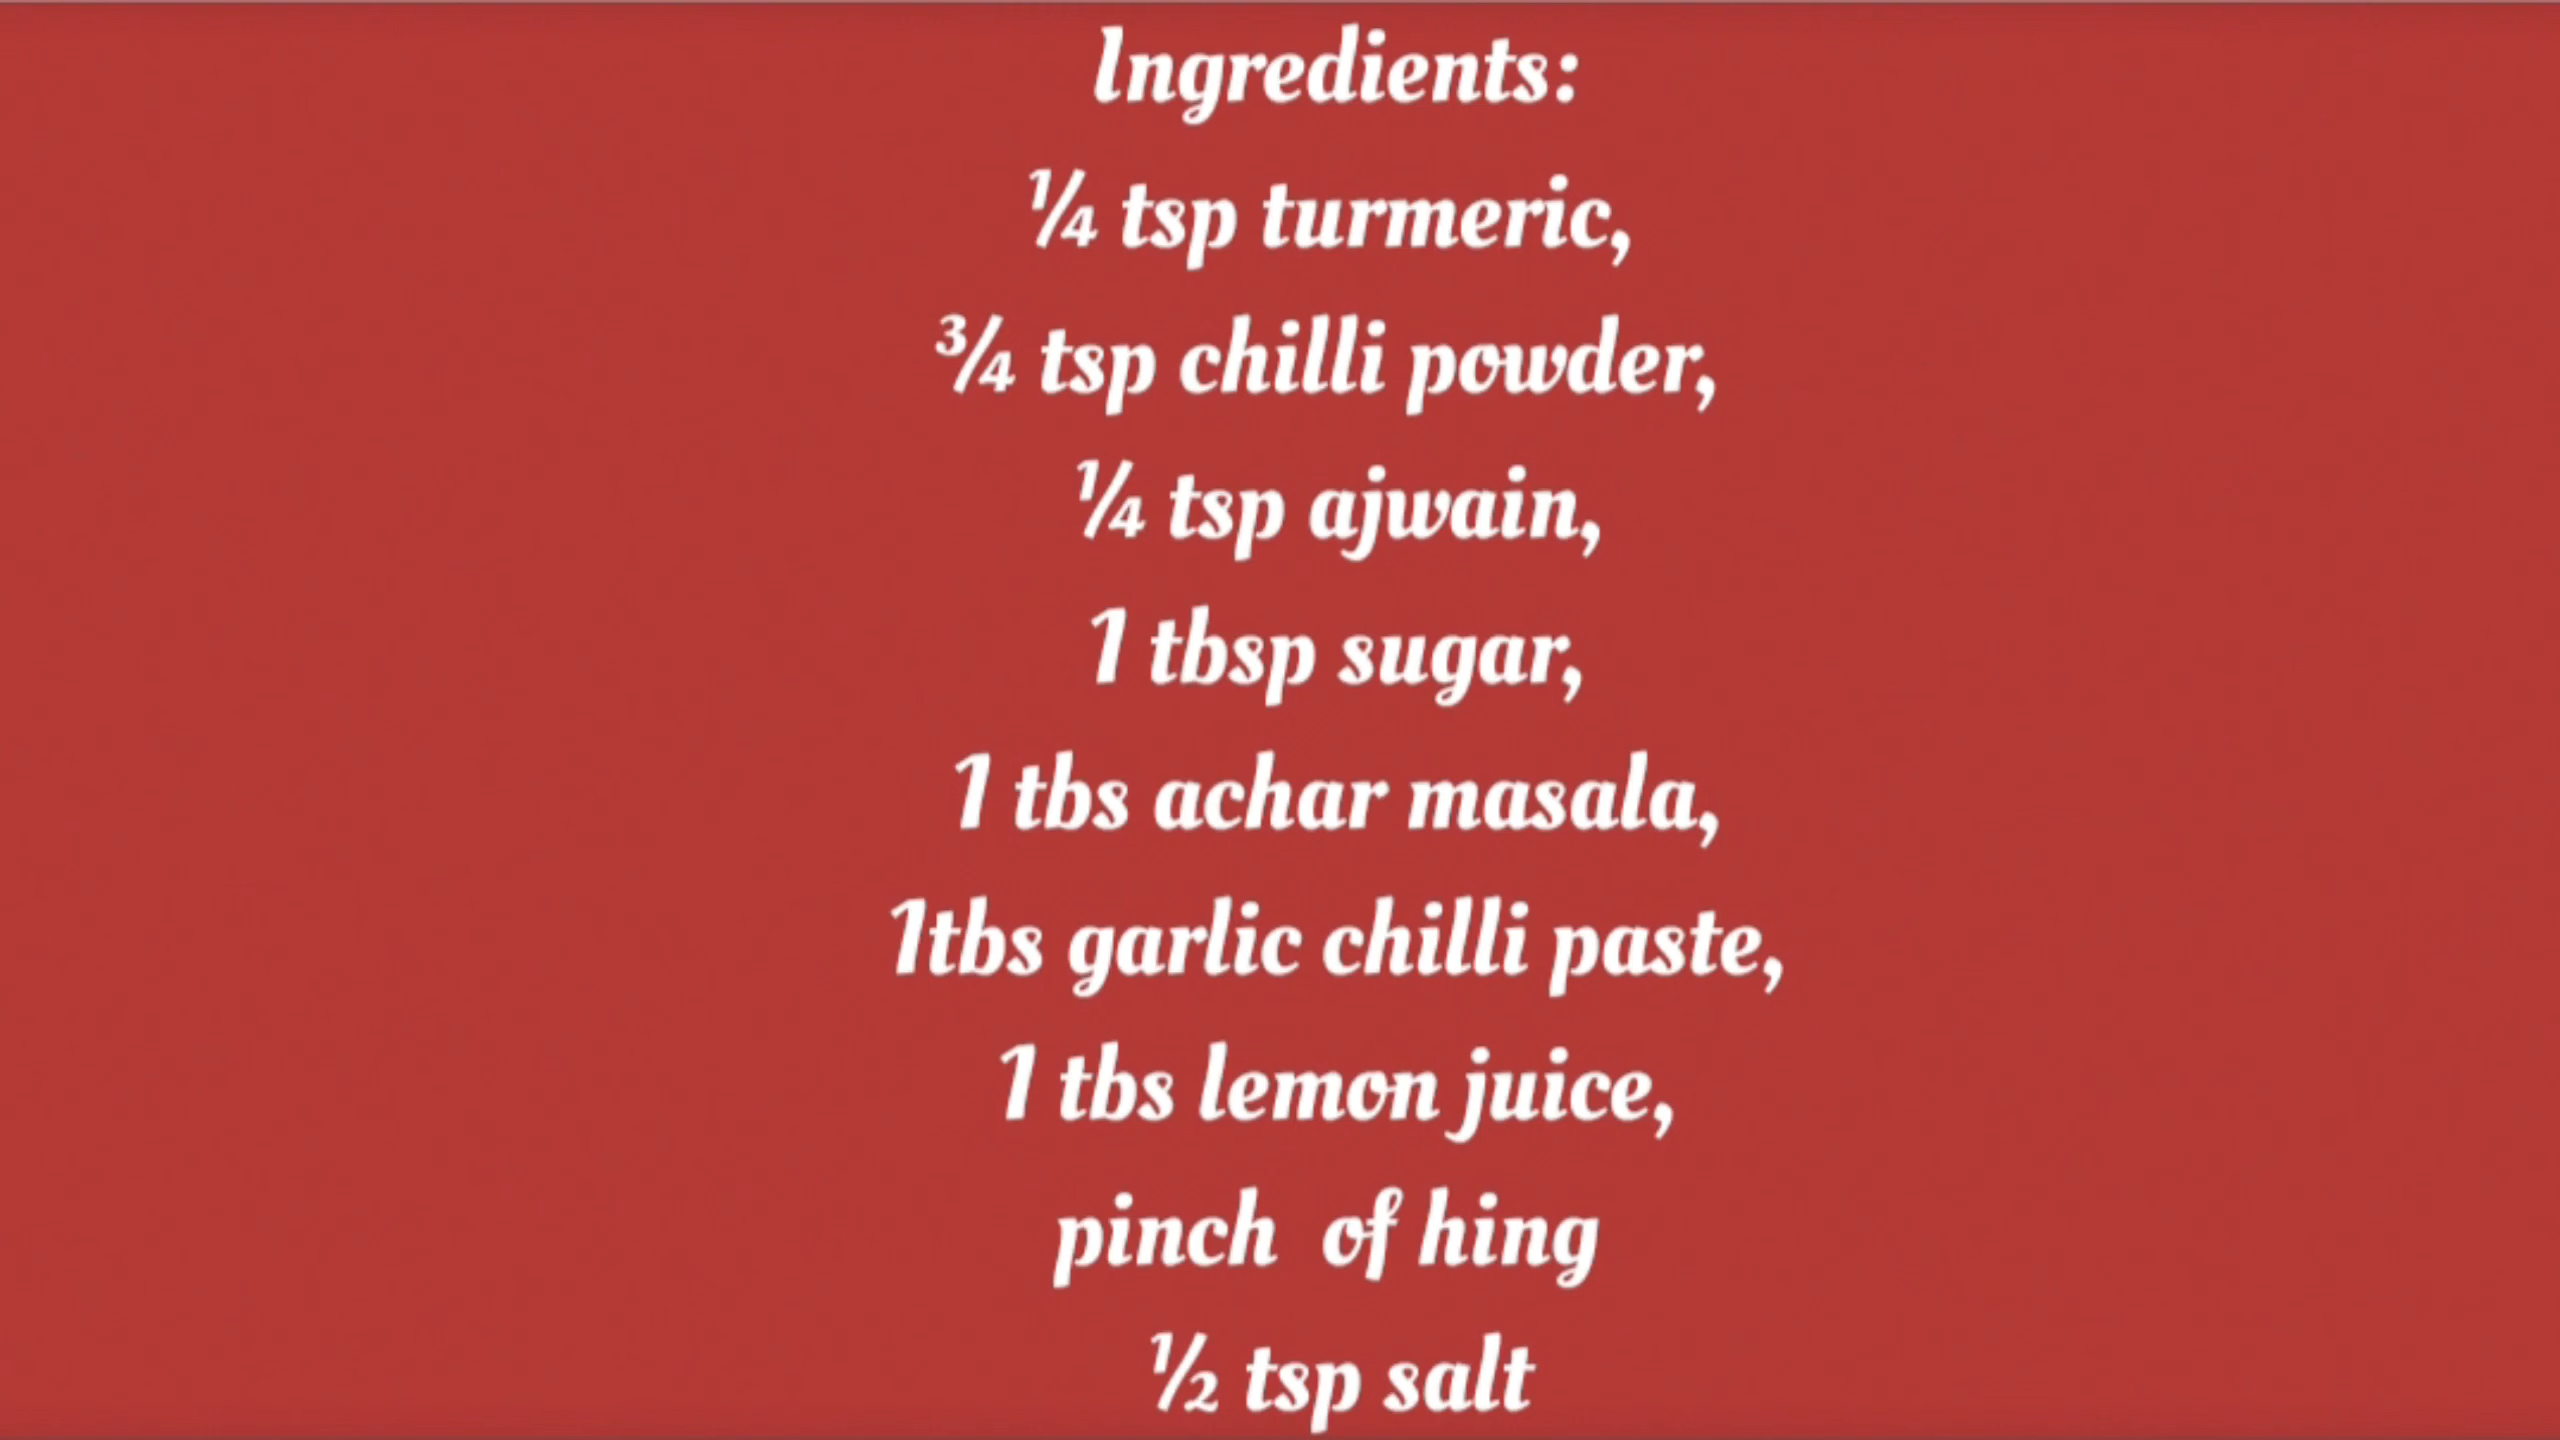 Ingredients:
¼ tsp turmeric,
¾ tsp chilli powder,
¼ tsp ajwain,
1 tbsp sugar,
1 tbs achar masala,
1tbs garlic chilli paste,
1 tbs lemon juice,
pinch  of hing
½ tsp salt